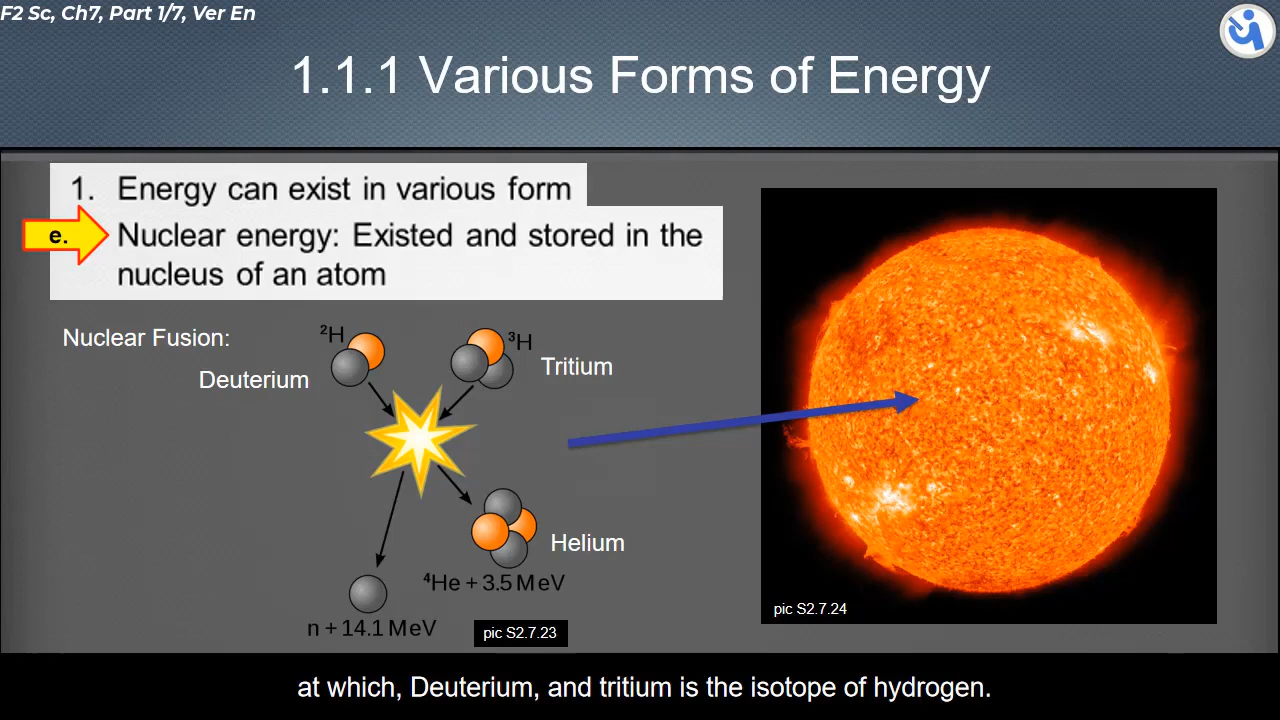 F2 Sc, Ch7, Part 1/7, Ver En
1.1.1 Various Forms of Energy
1. Energy can exist in various form
e.
Nuclear energy: Existed and stored in the
nucleus of an atom
Nuclear Fusion:
²H
Deuterium
³H
Tritium
Helium
⁴He + 3.5 MeV
n + 14.1 MeV
pic S2.7.23
pic S2.7.24
at which, Deuterium, and tritium is the isotope of hydrogen.